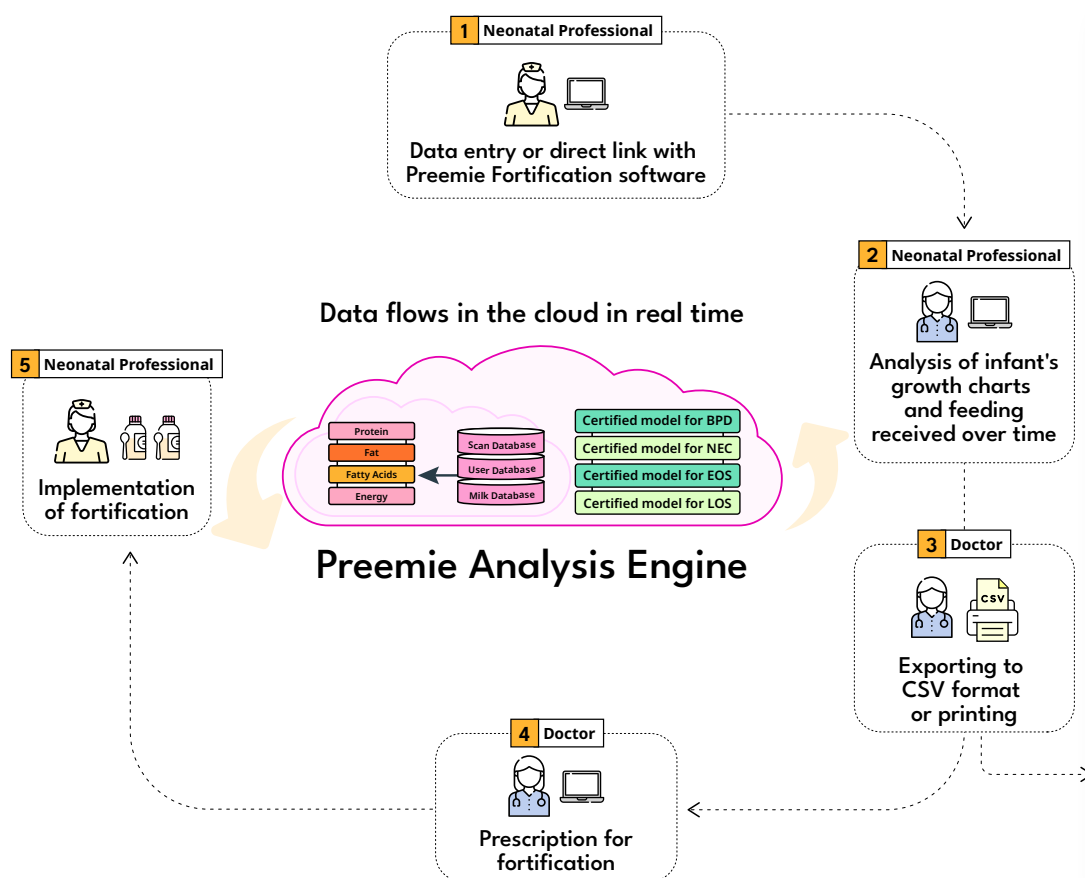 1 Neonatal Professional
Data entry or direct link with
Preemie Fortification software
2 Neonatal Professional
Analysis of infant's
growth charts
and feeding
received over time
Data flows in the cloud in real time
Protein
Fat
Fatty Acids
Energy
Scan Database
User Database
Milk Database
Certified model for BPD
Certified model for NEC
Certified model for EOS
Certified model for LOS
Preemie Analysis Engine
3 Doctor
CSV
Exporting to
CSV format
or printing
4 Doctor
Prescription for
fortification
5 Neonatal Professional
Implementation
of fortification